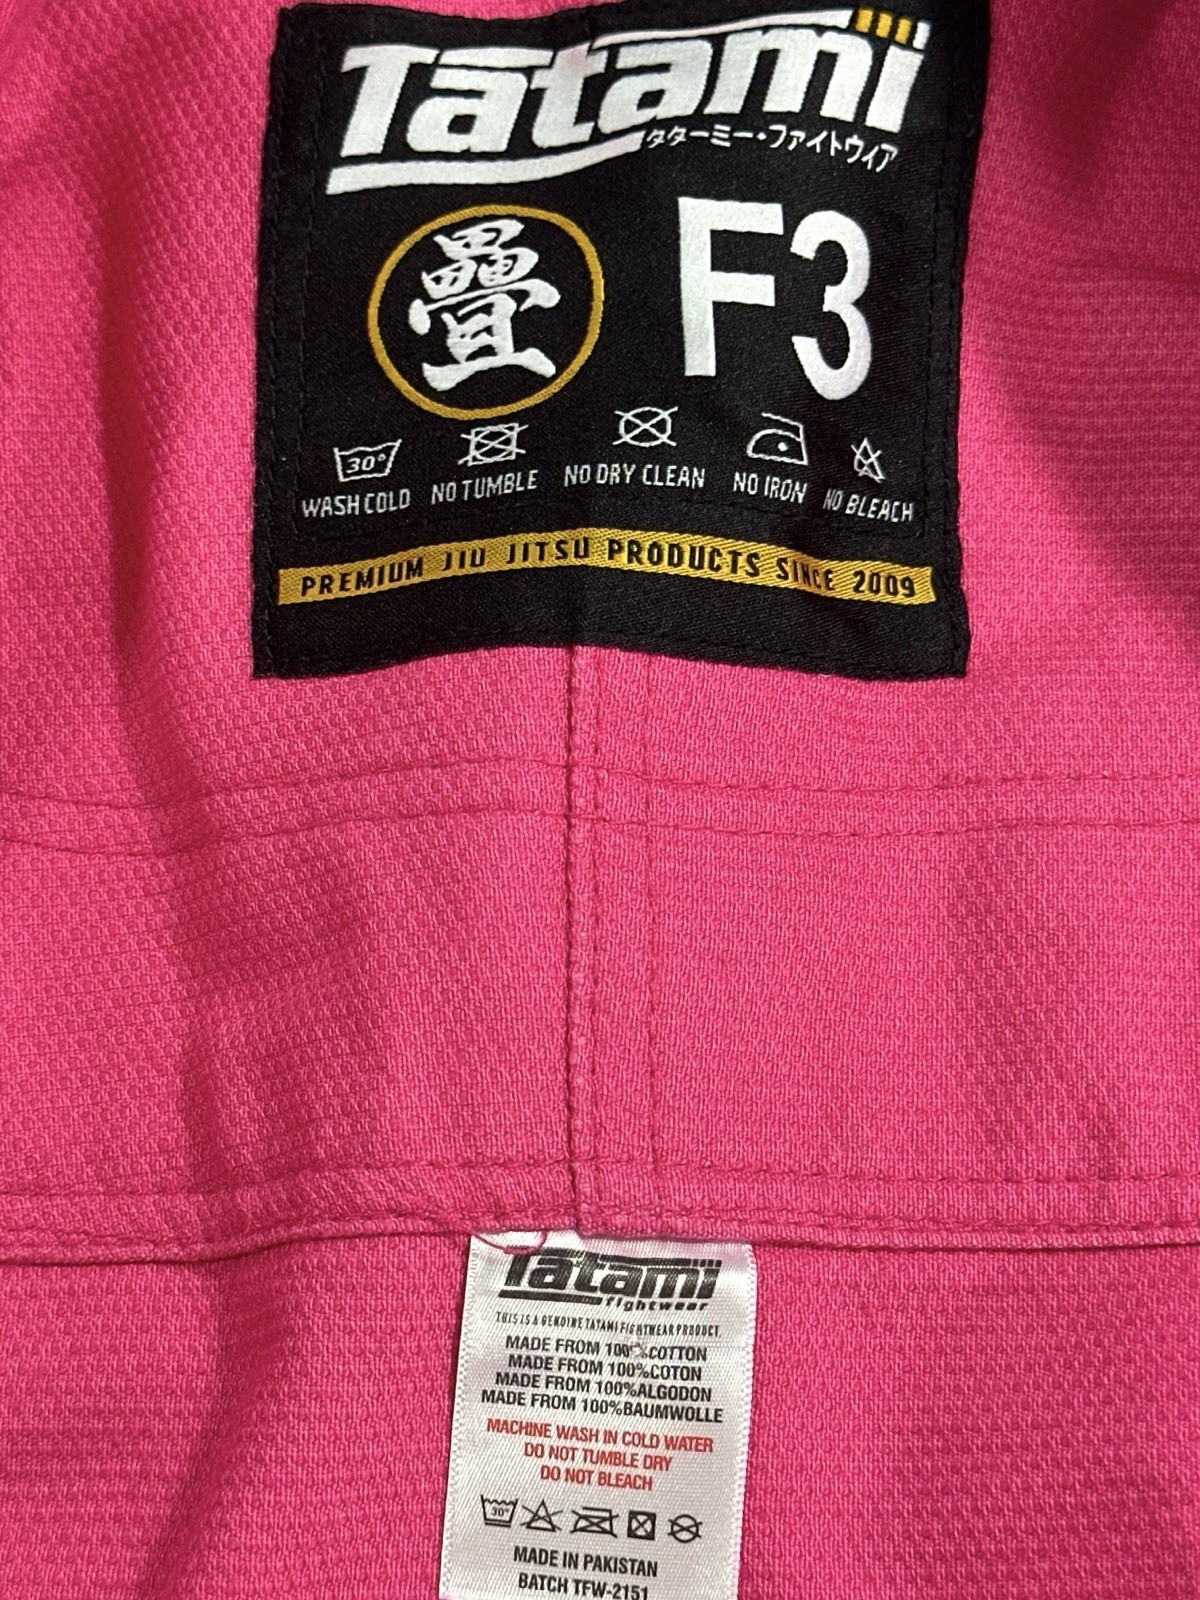 Tatami
タターミー・ファイトウィア
疊
F3
30°
WASH COLD NO TUMBLE NO DRY CLEAN NO IRON NO BLEACH
PREMIUM JIU JITSU PRODUCTS SINCE 2009
Tatami
fightwear
THIS IS A GENUINE TATAMI FIGHTWEAR PRODUCT
MADE FROM 100%COTTON
MADE FROM 100%COTON
MADE FROM 100%ALGODON
MADE FROM 100%BAUMWOLLE
MACHINE WASH IN COLD WATER
DO NOT TUMBLE DRY
DO NOT BLEACH
30°
MADE IN PAKISTAN
BATCH TFW-2151